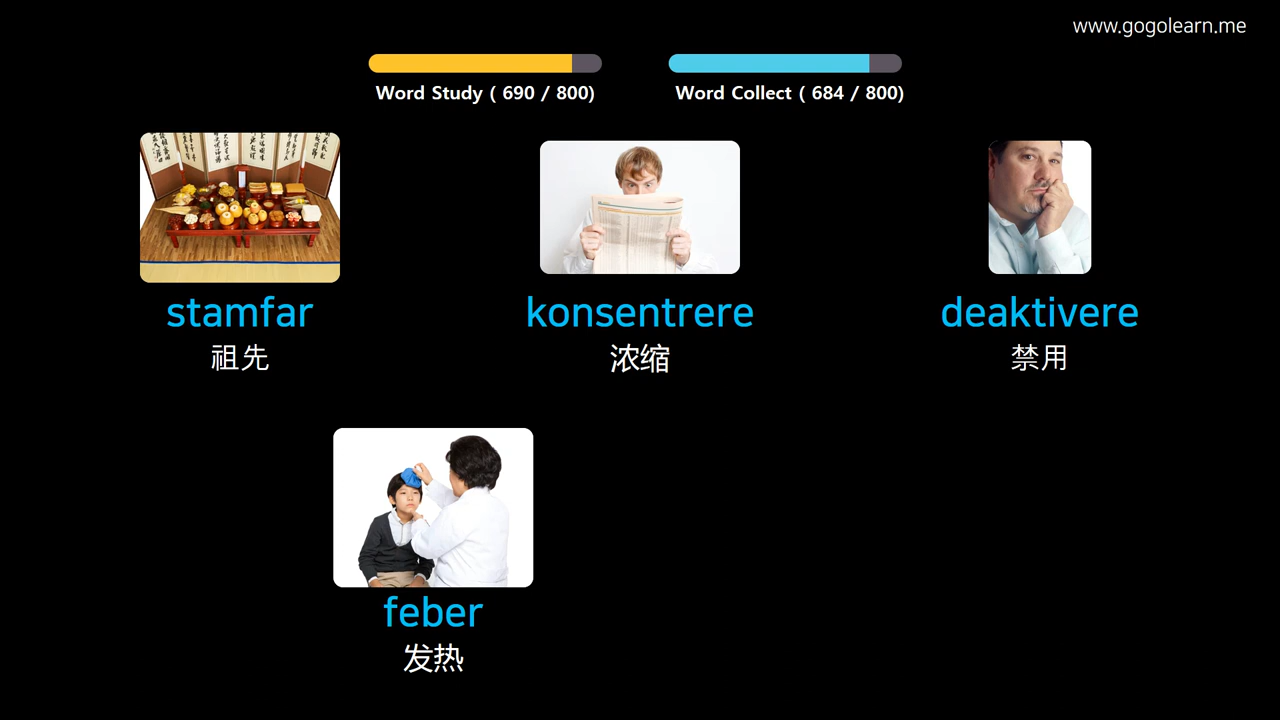 www.gogolearn.me
Word Study ( 690 / 800)
Word Collect ( 684 / 800)
stamfar
konsentrere
deaktivere
祖先
浓缩
禁用
feber
发热